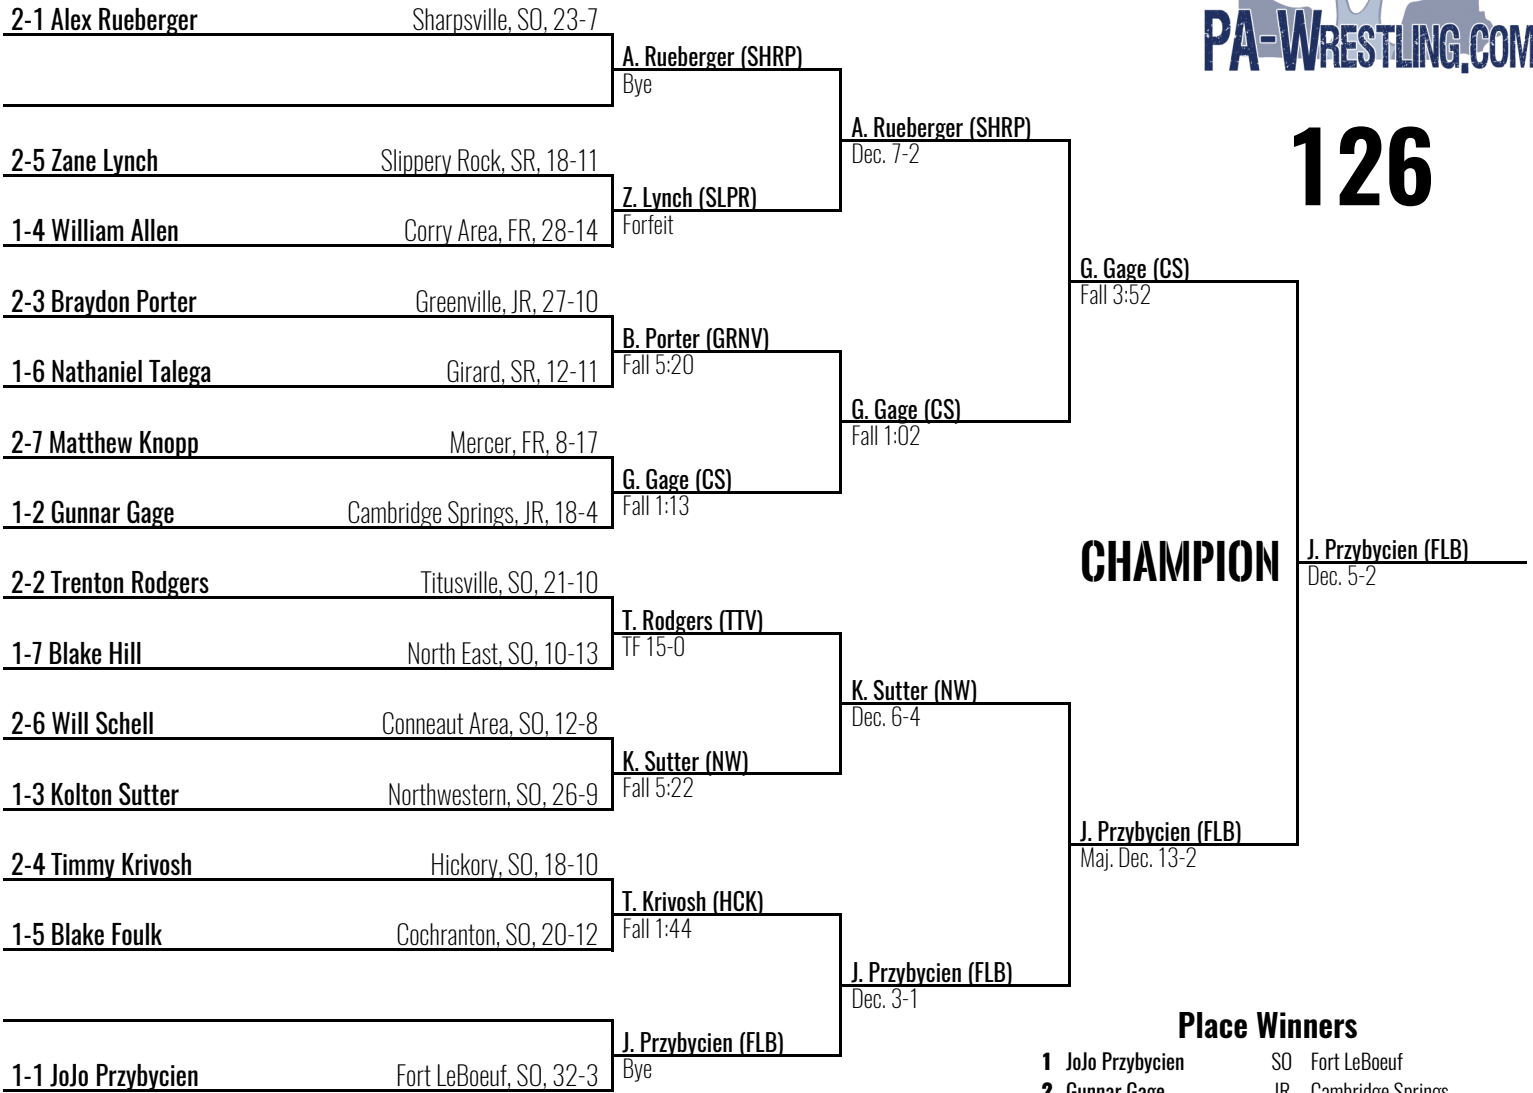 2-1 Alex Rueberger Sharpsville, SO, 23-7
A. Rueberger (SHRP)
Bye
2-5 Zane Lynch Slippery Rock, SR, 18-11
Z. Lynch (SLPR)
Forfeit
1-4 William Allen Corry Area, FR, 28-14
A. Rueberger (SHRP)
Dec. 7-2
2-3 Braydon Porter Greenville, JR, 27-10
B. Porter (GRNV)
Fall 5:20
1-6 Nathaniel Talega Girard, SR, 12-11
2-7 Matthew Knopp Mercer, FR, 8-17
G. Gage (CS)
Fall 1:13
1-2 Gunnar Gage Cambridge Springs, JR, 18-4
G. Gage (CS)
Fall 1:02
G. Gage (CS)
Fall 3:52
2-2 Trenton Rodgers Titusville, SO, 21-10
T. Rodgers (TTV)
TF 15-0
1-7 Blake Hill North East, SO, 10-13
2-6 Will Schell Conneaut Area, SO, 12-8
K. Sutter (NW)
Fall 5:22
1-3 Kolton Sutter Northwestern, SO, 26-9
K. Sutter (NW)
Dec. 6-4
2-4 Timmy Krivosh Hickory, SO, 18-10
T. Krivosh (HCK)
Fall 1:44
1-5 Blake Foulk Cochranton, SO, 20-12
J. Przybycien (FLB)
Bye
1-1 JoJo Przybycien Fort LeBoeuf, SO, 32-3
J. Przybycien (FLB)
Dec. 3-1
J. Przybycien (FLB)
Maj. Dec. 13-2
CHAMPION
J. Przybycien (FLB)
Dec. 5-2
PA-WRESTLING.COM
126
Place Winners
1 JoJo Przybycien SO Fort LeBoeuf
2 Gunnar Gage JR Cambridge Springs